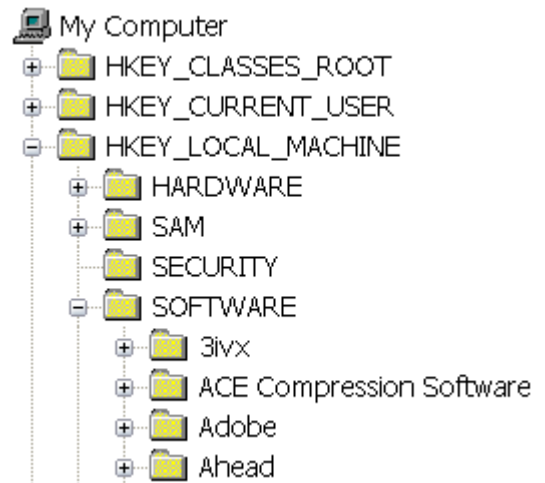 My Computer
HKEY_CLASSES_ROOT
HKEY_CURRENT_USER
HKEY_LOCAL_MACHINE
HARDWARE
SAM
SECURITY
SOFTWARE
3ivx
ACE Compression Software
Adobe
Ahead